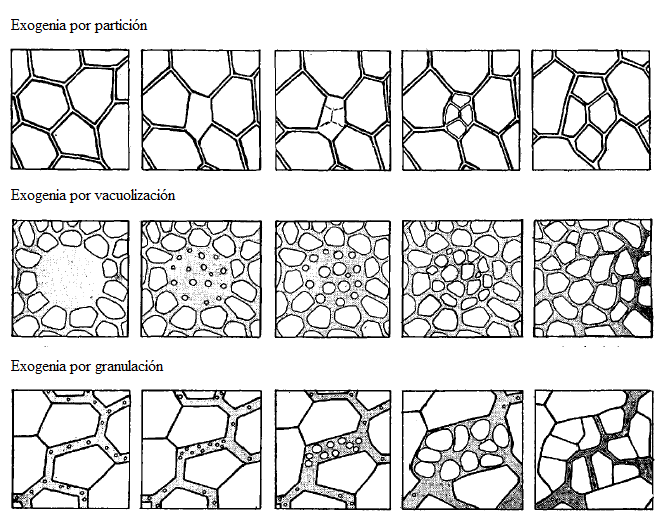 Exogenia por partición
Exogenia por vacuolización
Exogenia por granulación